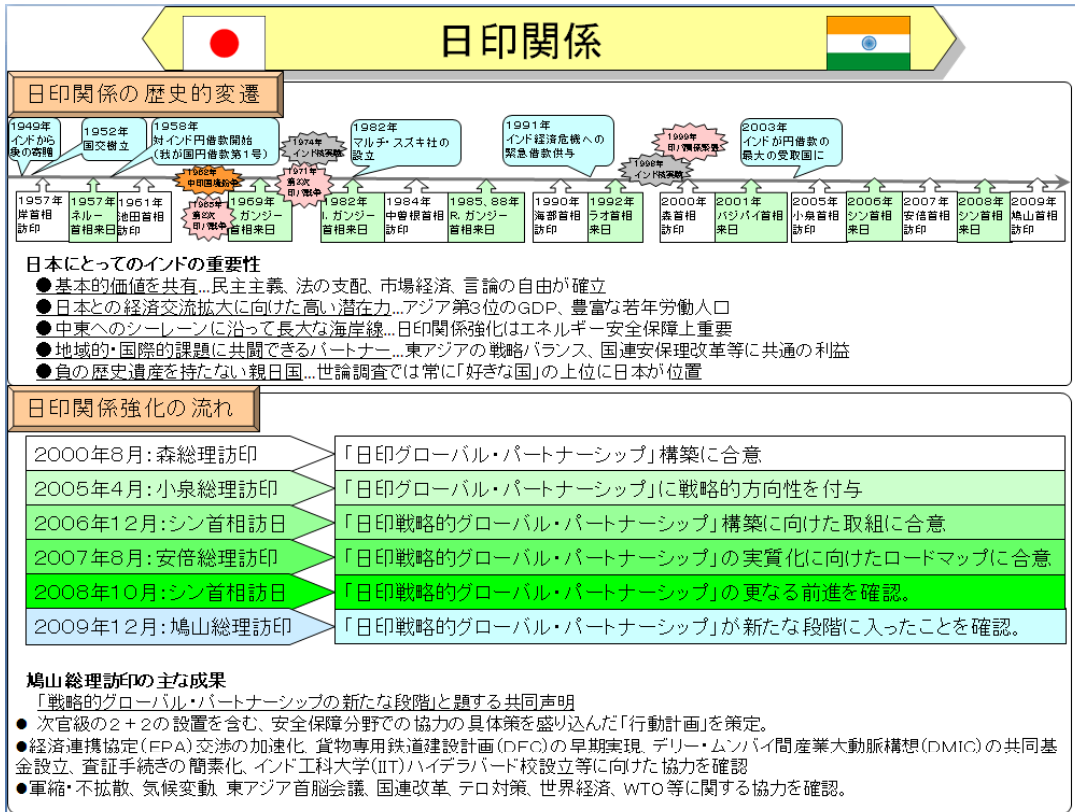 日印関係
日印関係の歴史的変遷
1949年
インドから
象の寄贈
1952年
国交樹立
1958年
対インド円借款開始
(我が国円借款第1号)
1962年
中印国境紛争
1965年
第2次
印パ戦争
1974年
インド核実験
1971年
第3次
印パ戦争
1982年
マルチ・スズキ社の
設立
1991年
インド経済危機への
緊急借款供与
1998年
インド核実験
1999年
印パ関係緊張
2003年
インドが円借款の
最大の受取国に
1957年
岸首相
訪印
1957年
ネルー
首相来日
1961年
池田首相
訪印
1969年
I. ガンジー
首相来日
1982年
I. ガンジー
首相来日
1984年
中曽根首相
訪印
1985、88年
R. ガンジー
首相来日
1990年
海部首相
訪印
1992年
ラオ首相
来日
2000年
森首相
訪印
2001年
バジパイ首相
来日
2005年
小泉首相
訪印
2006年
シン首相
来日
2007年
安倍首相
訪印
2008年
シン首相
来日
2009年
鳩山首相
訪印
日本にとってのインドの重要性
●基本的価値を共有…民主主義、法の支配、市場経済、言論の自由が確立
●日本との経済交流拡大に向けた高い潜在力…アジア第3位のGDP、豊富な若年労働人口
●中東へのシーレーンに沿って長大な海岸線…日印関係強化はエネルギー安全保障上重要
●地域的・国際的課題に共闘できるパートナー…東アジアの戦略バランス、国連安保理改革等に共通の利益
●負の歴史遺産を持たない親日国…世論調査では常に「好きな国」の上位に日本が位置
日印関係強化の流れ
2000年8月:森総理訪印 「日印グローバル・パートナーシップ」構築に合意
2005年4月:小泉総理訪印 「日印グローバル・パートナーシップ」に戦略的方向性を付与
2006年12月:シン首相訪日 「日印戦略的グローバル・パートナーシップ」構築に向けた取組に合意
2007年8月:安倍総理訪印 「日印戦略的グローバル・パートナーシップ」の実質化に向けたロードマップに合意
2008年10月:シン首相訪日 「日印戦略的グローバル・パートナーシップ」の更なる前進を確認。
2009年12月:鳩山総理訪印 「日印戦略的グローバル・パートナーシップ」が新たな段階に入ったことを確認。
鳩山総理訪印の主な成果
「戦略的グローバル・パートナーシップの新たな段階」と題する共同声明
● 次官級の2+2の設置を含む、安全保障分野での協力の具体策を盛り込んだ「行動計画」を策定。
●経済連携協定(EPA)交渉の加速化、貨物専用鉄道建設計画(DFC)の早期実現、デリー・ムンバイ間産業大動脈構想(DMIC)の共同基
金設立、査証手続きの簡素化、インド工科大学(IIT)ハイデラバード校設立等に向けた協力を確認
●軍縮・不拡散、気候変動、東アジア首脳会議、国連改革、テロ対策、世界経済、WTO等に関する協力を確認。